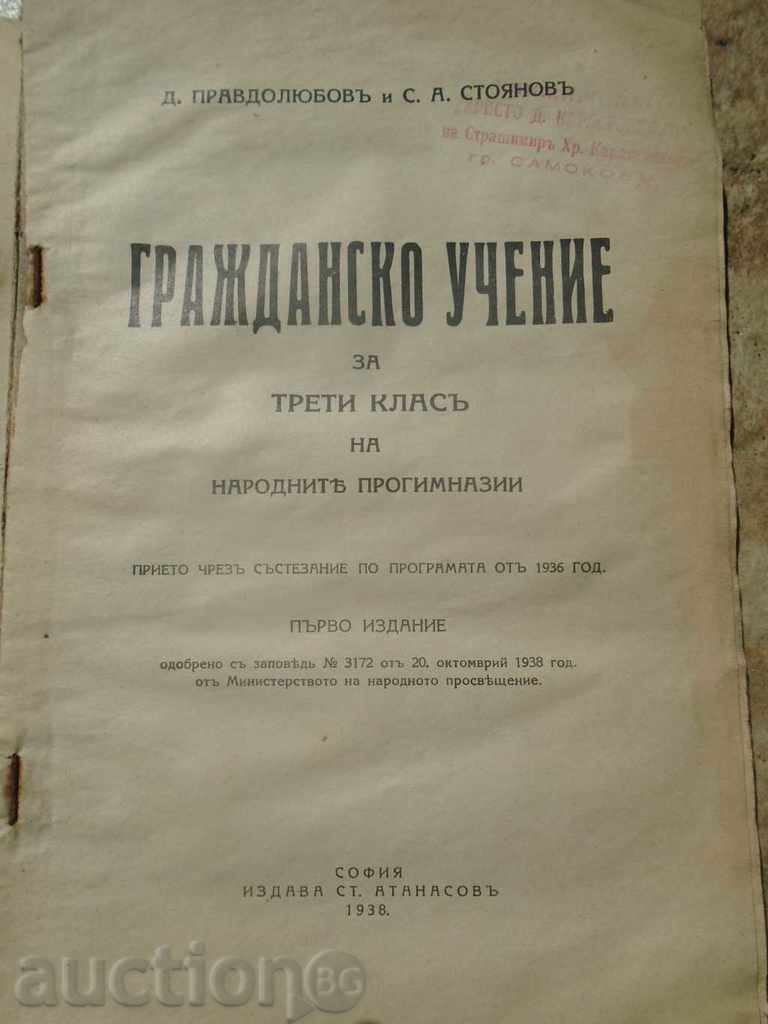 Д. ПРАВДОЛЮБОВЪ и С. А. СТОЯНОВЪ
Д.
на Страшимиръ Хр.
гр. САМОКОВЪ
ГРАЖДАНСКО УЧЕНИЕ
ЗА
ТРЕТИ КЛАСЪ
НА
НАРОДНИТѢ ПРОГИМНАЗИИ
ПРИЕТО ЧРЕЗЪ СЪСТЕЗАНИЕ ПО ПРОГРАМАТА ОТЪ 1936 ГОД.
ПЪРВО ИЗДАНИЕ
одобрено съ заповѣдь № 3172 отъ 20. октомврий 1938 год.
отъ Министерството на народното просвѣщение.
СОФИЯ
ИЗДАВА СТ. АТАНАСОВЪ
1938.
auctionBG